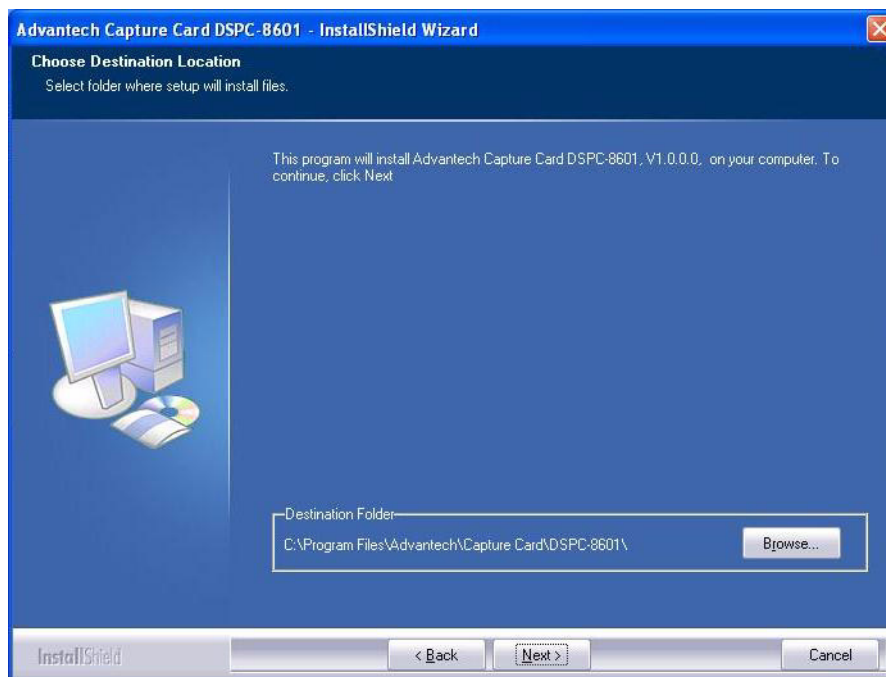 Advantech Capture Card DSPC-8601 - InstallShield Wizard
Choose Destination Location
Select folder where setup will install files.
This program will install Advantech Capture Card DSPC-8601, V1.0.0.0, on your computer. To
continue, click Next
Destination Folder
C:\Program Files\Advantech\Capture Card\DSPC-8601\
Browse...
InstallShield
< Back
Next >
Cancel